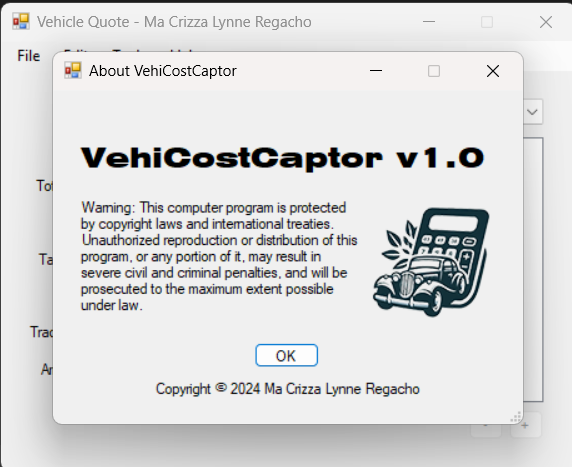 Vehicle Quote - Ma Crizza Lynne Regacho
File
About VehiCostCaptor
VehiCostCaptor v1.0
Warning: This computer program is protected
by copyright laws and international treaties.
Unauthorized reproduction or distribution of this
program, or any portion of it, may result in
severe civil and criminal penalties, and will be
prosecuted to the maximum extent possible
under law.
OK
Copyright © 2024 Ma Crizza Lynne Regacho